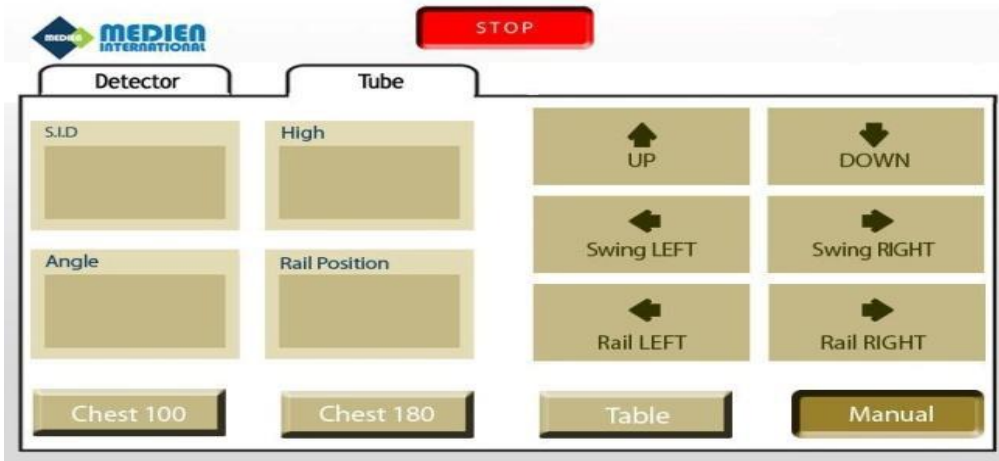 STOP
MEDIEN
MEDIEN
INTERNATIONAL
Detector
Tube
S.I.D
High
UP
DOWN
Swing LEFT
Swing RIGHT
Angle
Rail Position
Rail LEFT
Rail RIGHT
Chest 100
Chest 180
Table
Manual